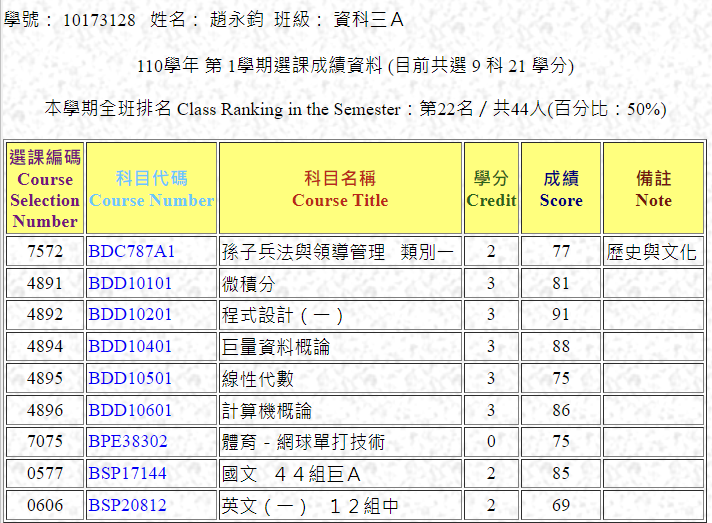 學號： 10173128 姓名： 趙永鈞 班級： 資科三Ａ
110學年 第 1學期選課成績資料 (目前共選 9 科 21 學分)
本學期全班排名 Class Ranking in the Semester：第22名 / 共44人(百分比：50%)
選課編碼 Course Selection Number 科目代碼 Course Number 科目名稱 Course Title 學分 Credit 成績 Score 備註 Note
7572 BDC787A1 孫子兵法與領導管理 類別一 2 77 歷史與文化
4891 BDD10101 微積分 3 81
4892 BDD10201 程式設計（一） 3 91
4894 BDD10401 巨量資料概論 3 88
4895 BDD10501 線性代數 3 75
4896 BDD10601 計算機概論 3 86
7075 BPE38302 體育－網球單打技術 0 75
0577 BSP17144 國文 ４４組巨Ａ 2 85
0606 BSP20812 英文（一） １２組中 2 69